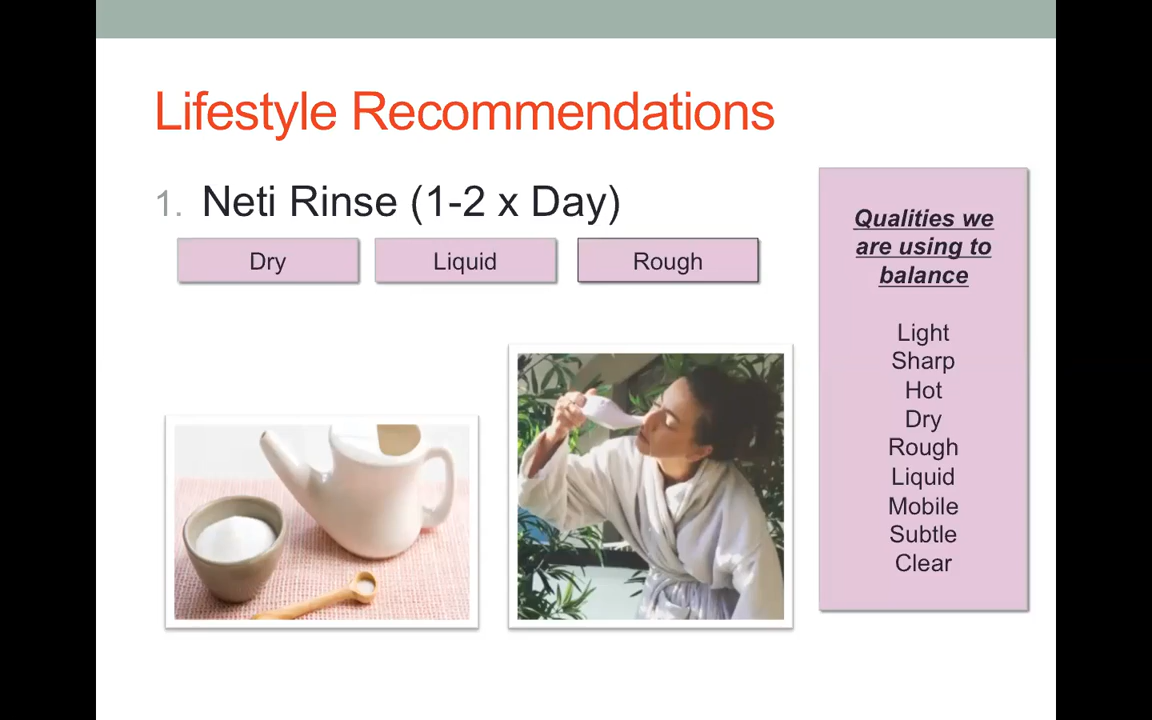 Lifestyle Recommendations
1. Neti Rinse (1-2 x Day)
Dry
Liquid
Rough
Qualities we
are using to
balance
Light
Sharp
Hot
Dry
Rough
Liquid
Mobile
Subtle
Clear